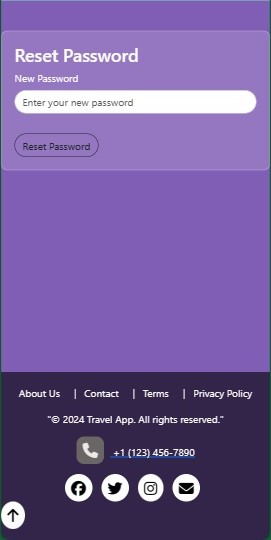 Reset Password
New Password
Enter your new password
Reset Password
About Us | Contact | Terms | Privacy Policy
"© 2024 Travel App. All rights reserved."
+1 (123) 456-7890